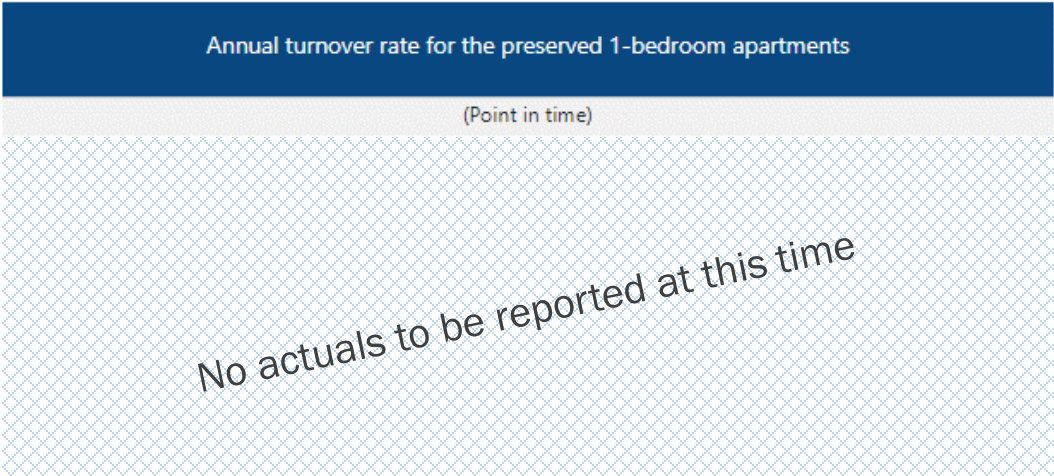 Annual turnover rate for the preserved 1-bedroom apartments
(Point in time)
No actuals to be reported at this time